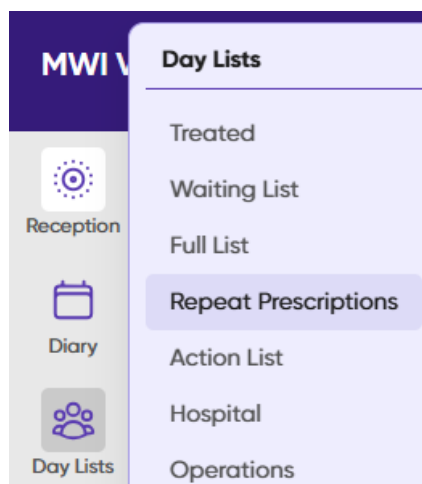 MWI V
Day Lists
Treated
Waiting List
Full List
Repeat Prescriptions
Action List
Hospital
Operations
Reception
Diary
Day Lists